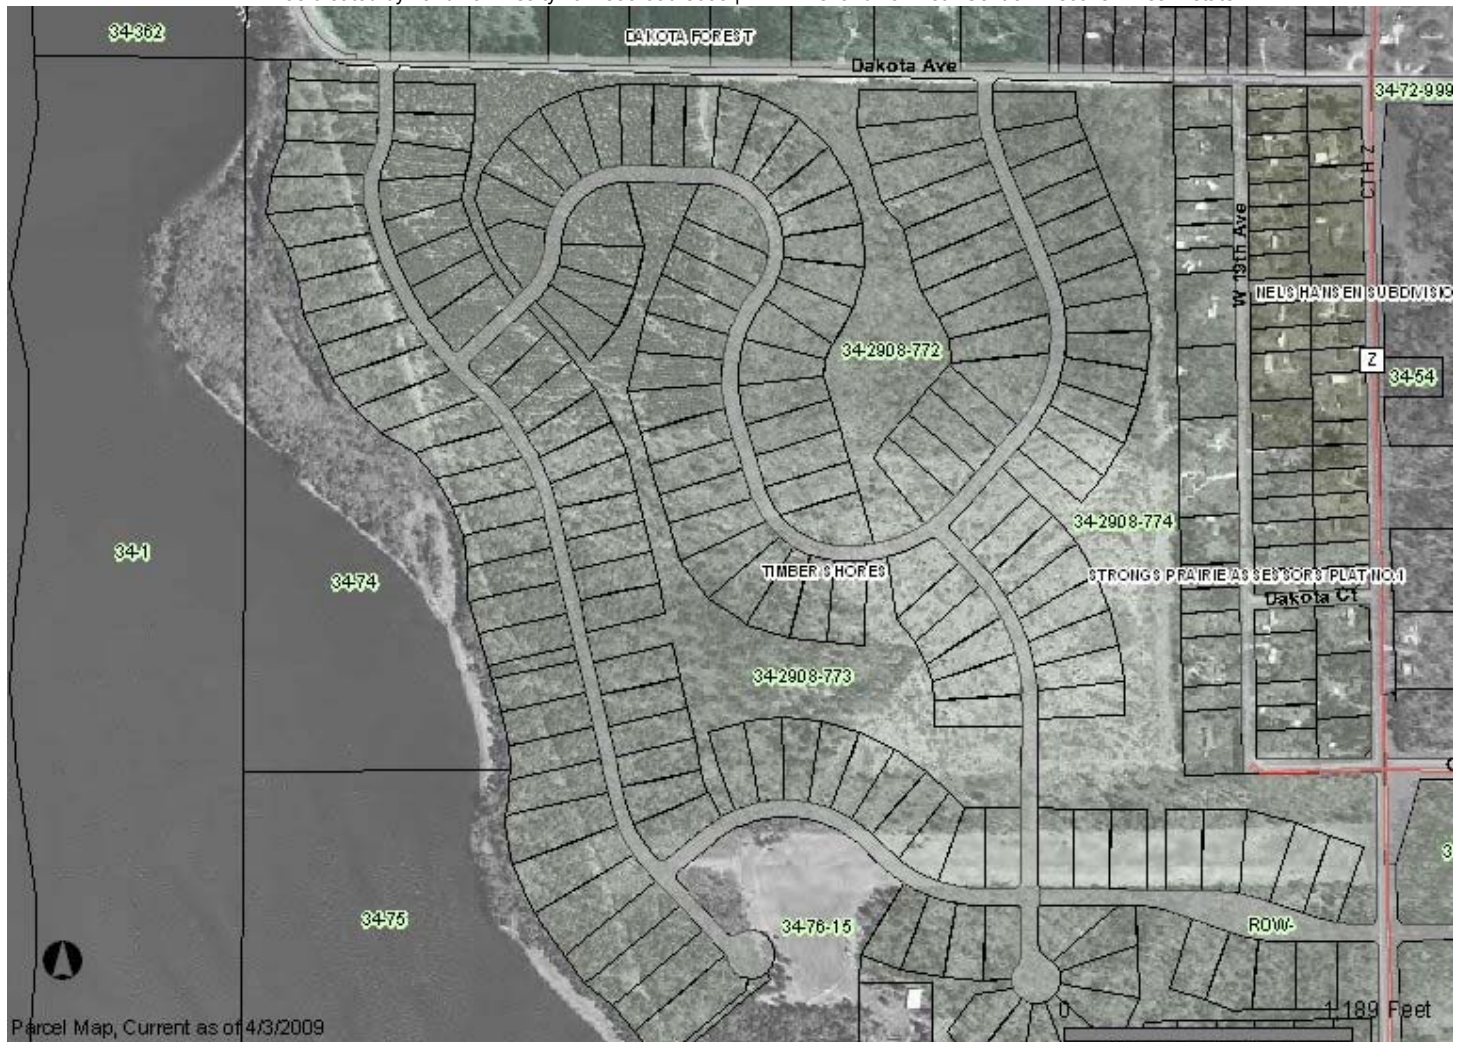 34-362
DAKOTA FOREST
Dakota Ave
34-72-999
CTH Z
W 19th Ave
NELS HANSEN SUBDIVISIO
34-2908-772
Z
34-54
34-2908-774
34-1
34-74
TIMBER SHORES
STRONGS PRAIRIE ASSESSORS PLAT NO.1
Dakota Ct
34-2908-773
34-75
34-76-15
ROW-
0
1,189 Feet
Parcel Map, Current as of 4/3/2009